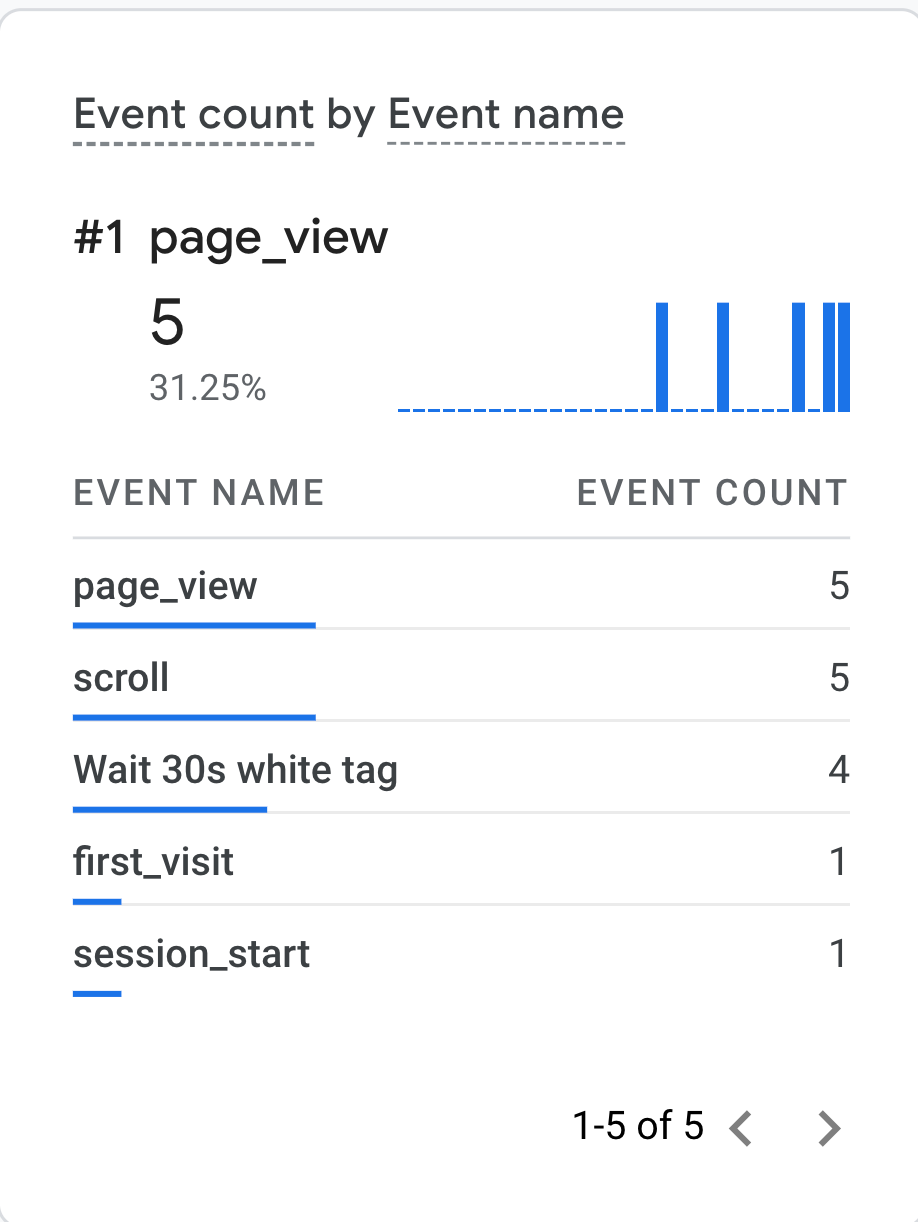 Event count by Event name
#1 page_view
5
31.25%
EVENT NAME EVENT COUNT
page_view 5
scroll 5
Wait 30s white tag 4
first_visit 1
session_start 1
1-5 of 5